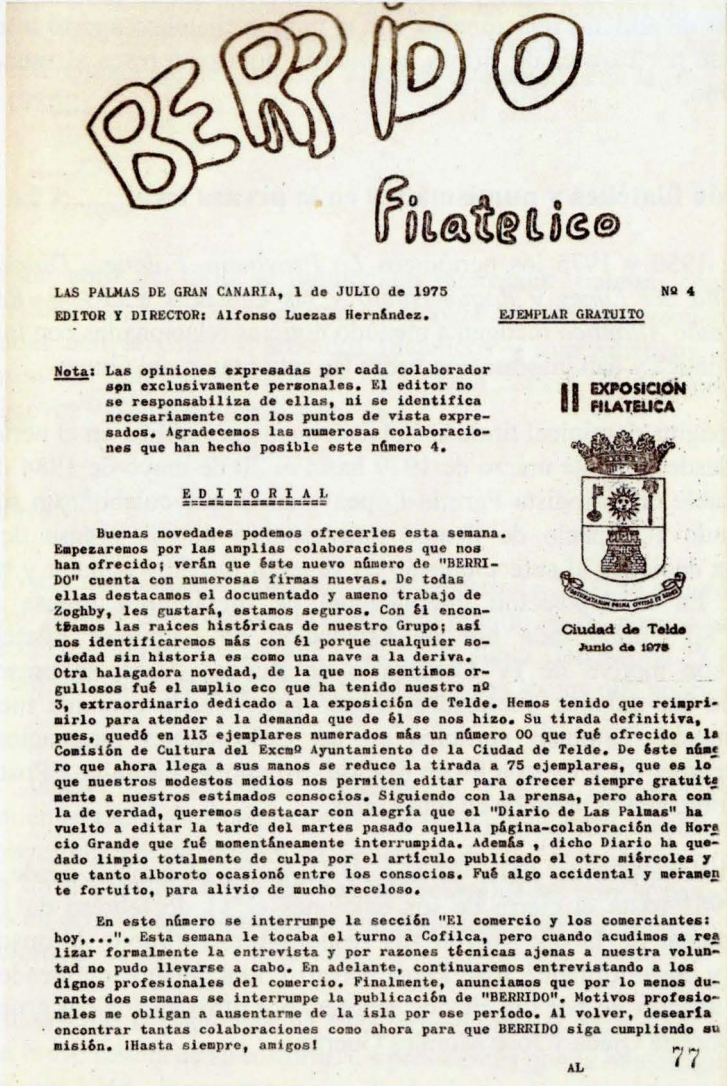 BERRIDO
Filatelico
LAS PALMAS DE GRAN CANARIA, 1 de JULIO de 1975 Nº 4
EDITOR Y DIRECTOR: Alfonso Luezas Hernández. EJEMPLAR GRATUITO
Nota: Las opiniones expresadas por cada colaborador
son exclusivamente personales. El editor no
se responsabiliza de ellas, ni se identifica
necesariamente con los puntos de vista expre-
sados. Agradecemos las numerosas colaboracio-
nes que han hecho posible este número 4.
II EXPOSICIÓN
FILATELICA
Ciudad de Telde
Junio de 1975
EDITORIAL
Buenas novedades podemos ofrecerles esta semana.
Empezaremos por las amplias colaboraciones que nos
han ofrecido; verán que éste nuevo número de "BERRI-
DO" cuenta con numerosas firmas nuevas. De todas
ellas destacamos el documentado y ameno trabajo de
Zoghby, les gustará, estamos seguros. Con él encon-
tramos las raices históricas de nuestro Grupo; así
nos identificaremos más con él porque cualquier so-
ciedad sin historia es como una nave a la deriva.
Otra halagadora novedad, de la que nos sentimos or-
gullosos fué el amplio eco que ha tenido nuestro nº
3, extraordinario dedicado a la exposición de Telde. Hemos tenido que reimpri-
mirlo para atender a la demanda que de él se nos hizo. Su tirada definitiva,
pues, quedó en 113 ejemplares numerados más un número 00 que fué ofrecido a la
Comisión de Cultura del Excmº Ayuntamiento de la Ciudad de Telde. De éste núme
ro que ahora llega a sus manos se reduce la tirada a 75 ejemplares, que es lo
que nuestros modestos medios nos permiten editar para ofrecer siempre gratuita
mente a nuestros estimados consocios. Siguiendo con la prensa, pero ahora con
la de verdad, queremos destacar con alegría que el "Diario de Las Palmas" ha
vuelto a editar la tarde del martes pasado aquella página-colaboración de Hora
cio Grande que fué momentáneamente interrumpida. Además , dicho Diario ha que-
dado limpio totalmente de culpa por el artículo publicado el otro miércoles y
que tanto alboroto ocasionó entre los consocios. Fué algo accidental y meramen
te fortuito, para alivio de mucho receloso.
En este número se interrumpe la sección "El comercio y los comerciantes:
hoy,...". Esta semana le tocaba el turno a Cofilca, pero cuando acudimos a rea
lizar formalmente la entrevista y por razones técnicas ajenas a nuestra volun-
tad no pudo llevarse a cabo. En adelante, continuaremos entrevistando a los
dignos profesionales del comercio. Finalmente, anunciamos que por lo menos du-
rante dos semanas se interrumpe la publicación de "BERRIDO". Motivos profesio-
nales me obligan a ausentarme de la isla por ese período. Al volver, desearía
encontrar tantas colaboraciones como ahora para que BERRIDO siga cumpliendo su
misión. ¡Hasta siempre, amigos!
AL
77